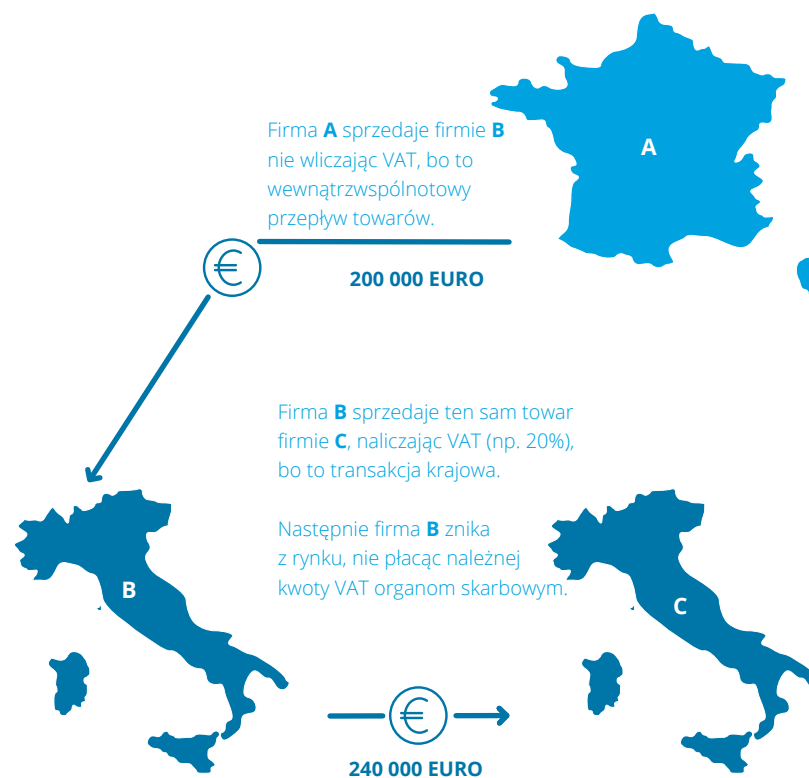 Firma A sprzedaje firmie B
nie wliczając VAT, bo to
wewnątrzwspólnotowy
przepływ towarów.
A
€
200 000 EURO
Firma B sprzedaje ten sam towar
firmie C, naliczając VAT (np. 20%),
bo to transakcja krajowa.
Następnie firma B znika
z rynku, nie płacąc należnej
kwoty VAT organom skarbowym.
B
C
€
240 000 EURO